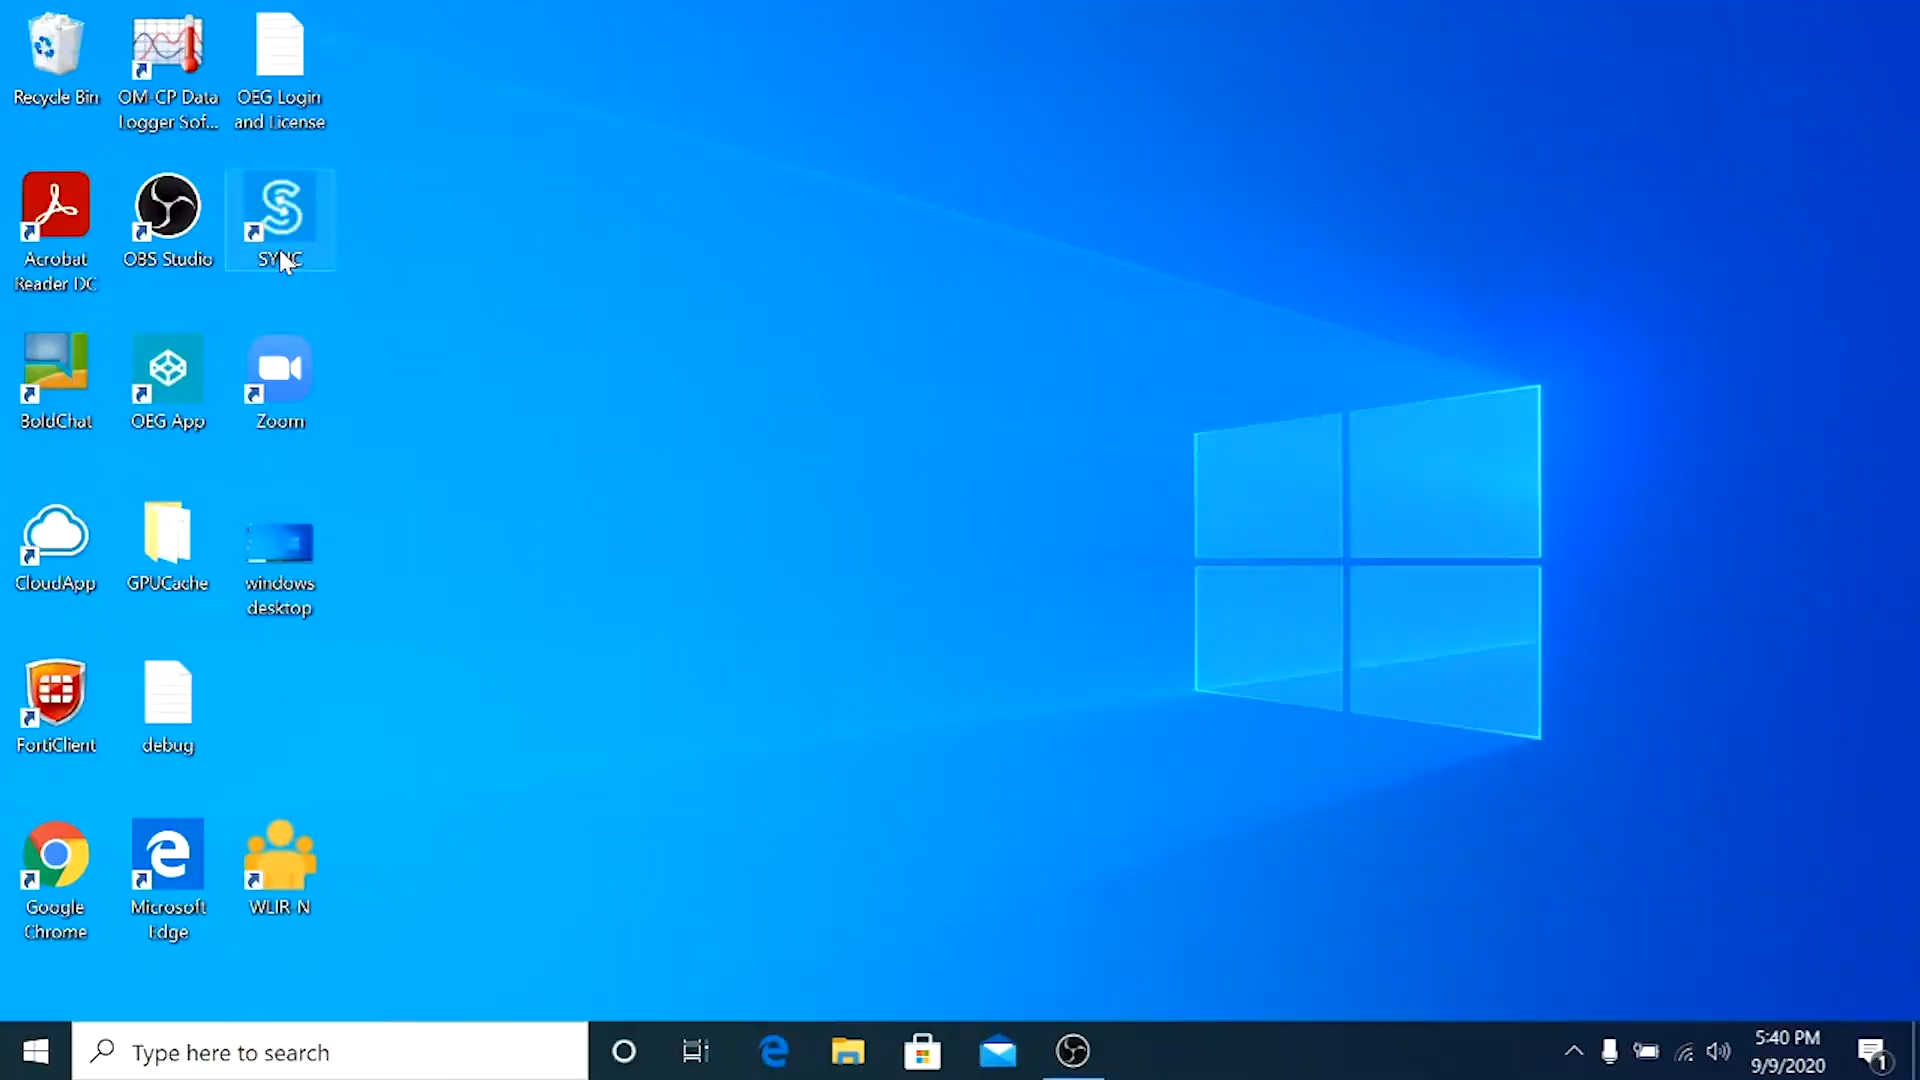 Recycle Bin
OM-CP Data
Logger Sof...
OEG Login
and License
Acrobat
Reader DC
OBS Studio
BoldChat
OEG App
Zoom
CloudApp
GPUCache
windows
desktop
FortiClient
debug
Google
Chrome
Microsoft
Edge
WLIR N
Type here to search
5:40 PM
9/9/2020
1